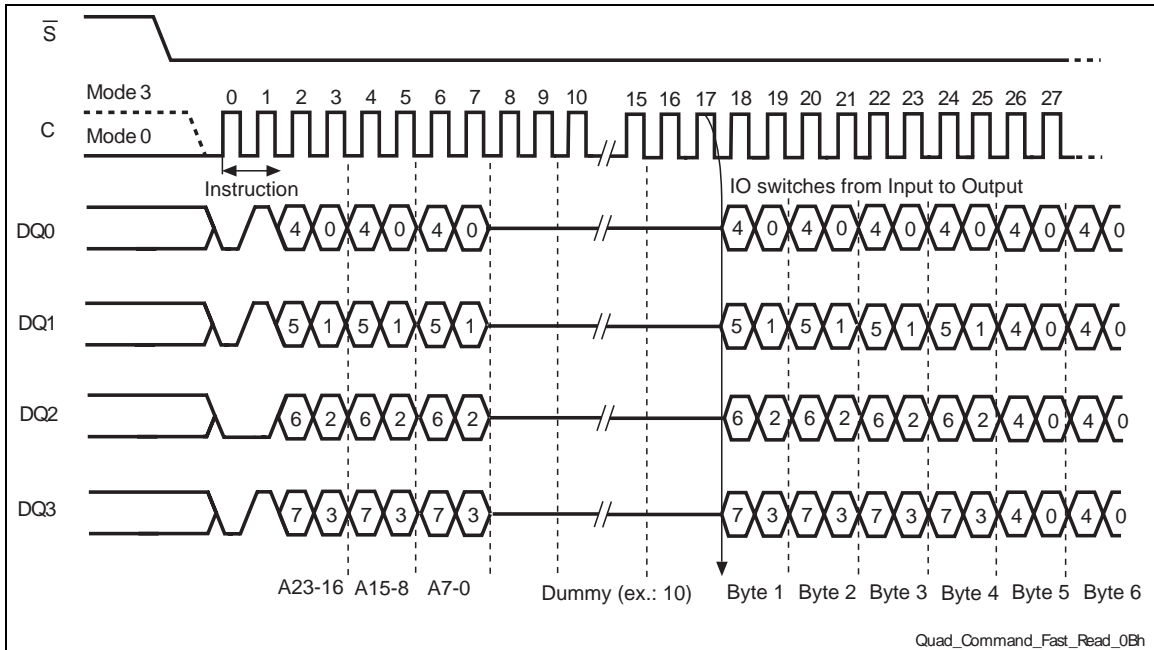 S
Mode 3
0 1 2 3 4 5 6 7 8 9 10 15 16 17 18 19 20 21 22 23 24 25 26 27
C
Mode 0
Instruction
IO switches from Input to Output
DQ0 4 0 4 0 4 0 4 0 4 0 4 0 4 0 4 0 4 0
DQ1 5 1 5 1 5 1 5 1 5 1 5 1 5 1 4 0 4 0
DQ2 6 2 6 2 6 2 6 2 6 2 6 2 6 2 4 0 4 0
DQ3 7 3 7 3 7 3 7 3 7 3 7 3 7 3 4 0 4 0
A23-16 A15-8 A7-0 Dummy (ex.: 10) Byte 1 Byte 2 Byte 3 Byte 4 Byte 5 Byte 6
Quad_Command_Fast_Read_0Bh